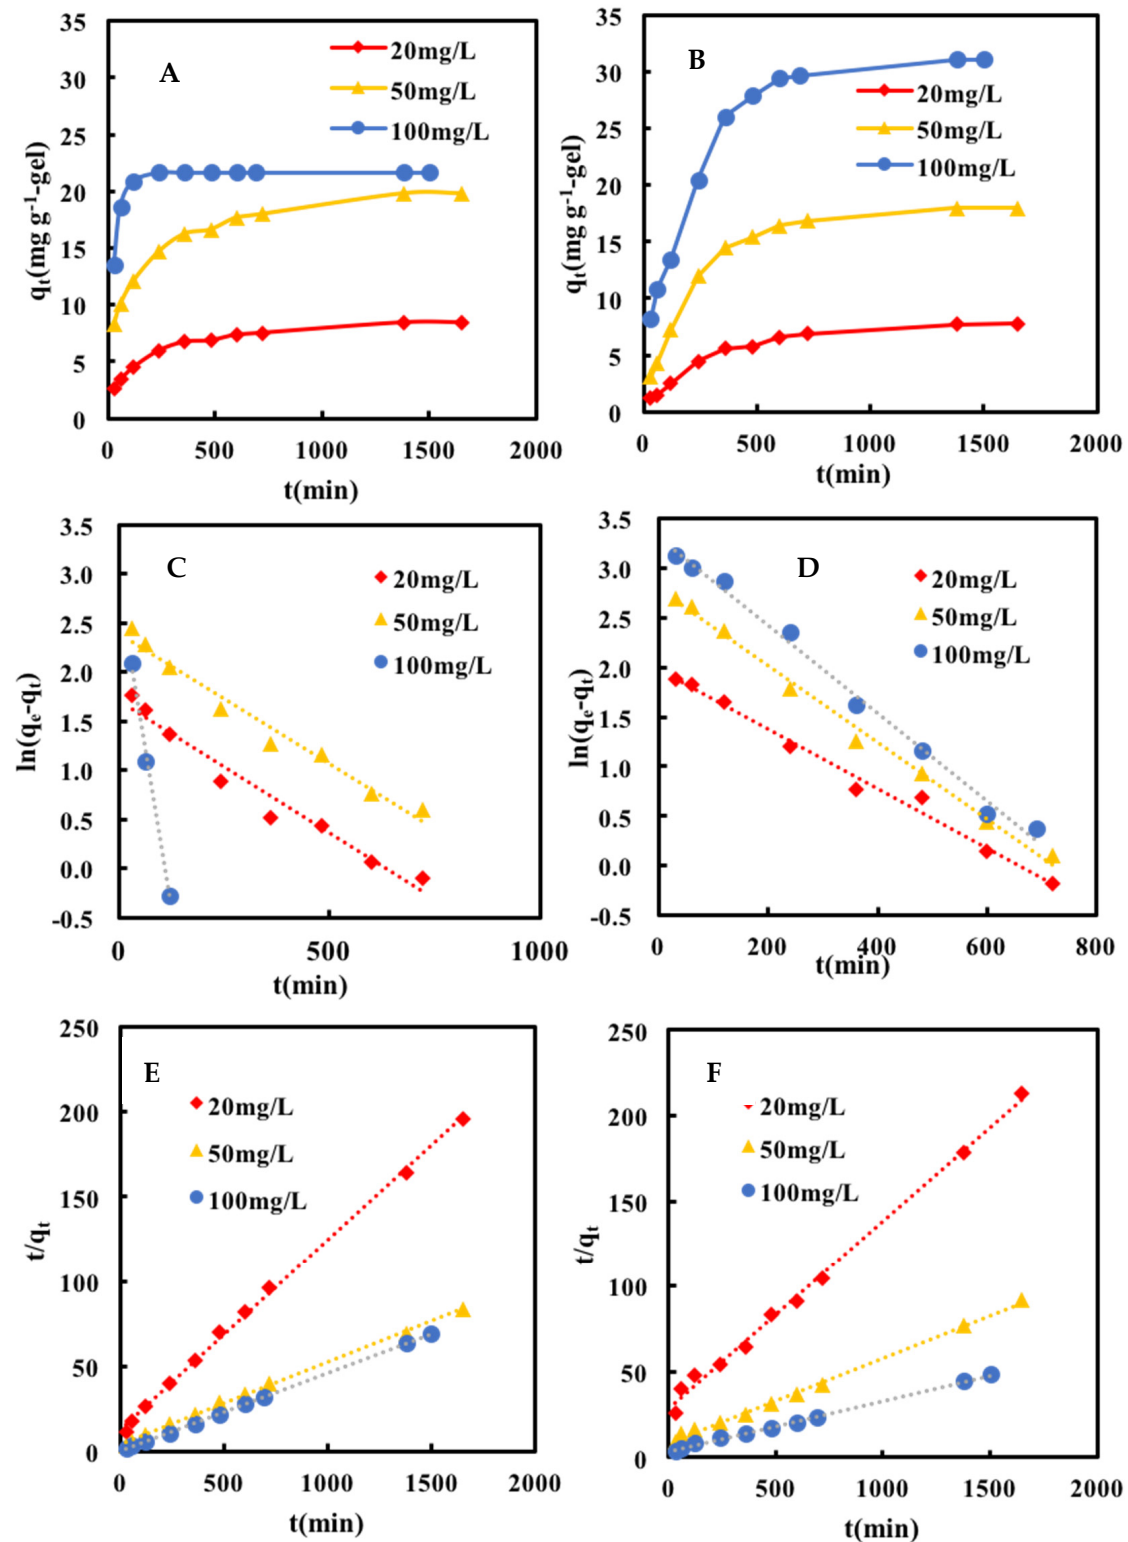 A
20mg/L
50mg/L
100mg/L
35
30
25
20
15
10
5
0
qt(mg g-1-gel)
0 500 1000 1500 2000
t(min)
B
20mg/L
50mg/L
100mg/L
35
30
25
20
15
10
5
0
qt(mg g-1-gel)
0 500 1000 1500 2000
t(min)
C
20mg/L
50mg/L
100mg/L
3.5
3.0
2.5
2.0
1.5
1.0
0.5
0.0
-0.5
ln(qe-qt)
0 500 1000
t(min)
D
20mg/L
50mg/L
100mg/L
3.5
3.0
2.5
2.0
1.5
1.0
0.5
0.0
-0.5
ln(qe-qt)
0 200 400 600 800
t(min)
E
20mg/L
50mg/L
100mg/L
250
200
150
100
50
0
t/qt
0 500 1000 1500 2000
t(min)
F
20mg/L
50mg/L
100mg/L
250
200
150
100
50
0
t/qt
0 500 1000 1500 2000
t(min)